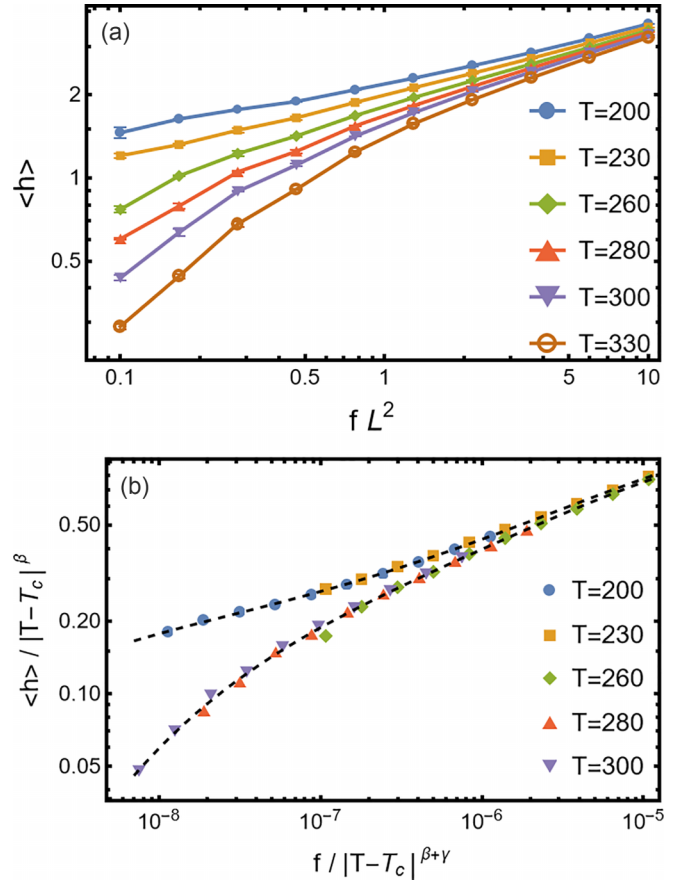 (a)
<h>
2
1
0.5
0.1
0.5
1
5
10
f L²
T=200
T=230
T=260
T=280
T=300
T=330
(b)
<h> / |T−T_c|^β
0.50
0.20
0.10
0.05
10⁻⁸
10⁻⁷
10⁻⁶
10⁻⁵
f / |T−T_c|^{β+γ}
T=200
T=230
T=260
T=280
T=300